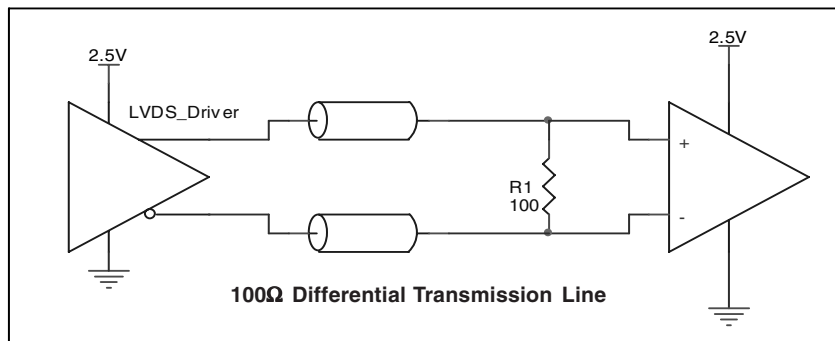 2.5V
2.5V
LVDS_Driver
+
R1
100
-
100Ω Differential Transmission Line